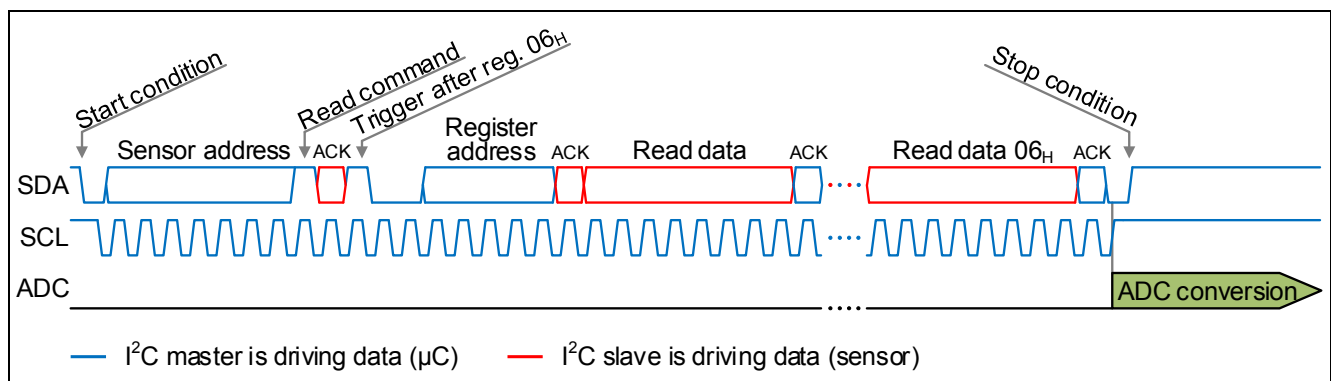 Start condition
Read command
Trigger after reg. 06H
Stop condition
Sensor address
ACK
Register address
ACK
Read data
ACK
Read data 06H
ACK
SDA
SCL
ADC
ADC conversion
I2C master is driving data (µC)
I2C slave is driving data (sensor)